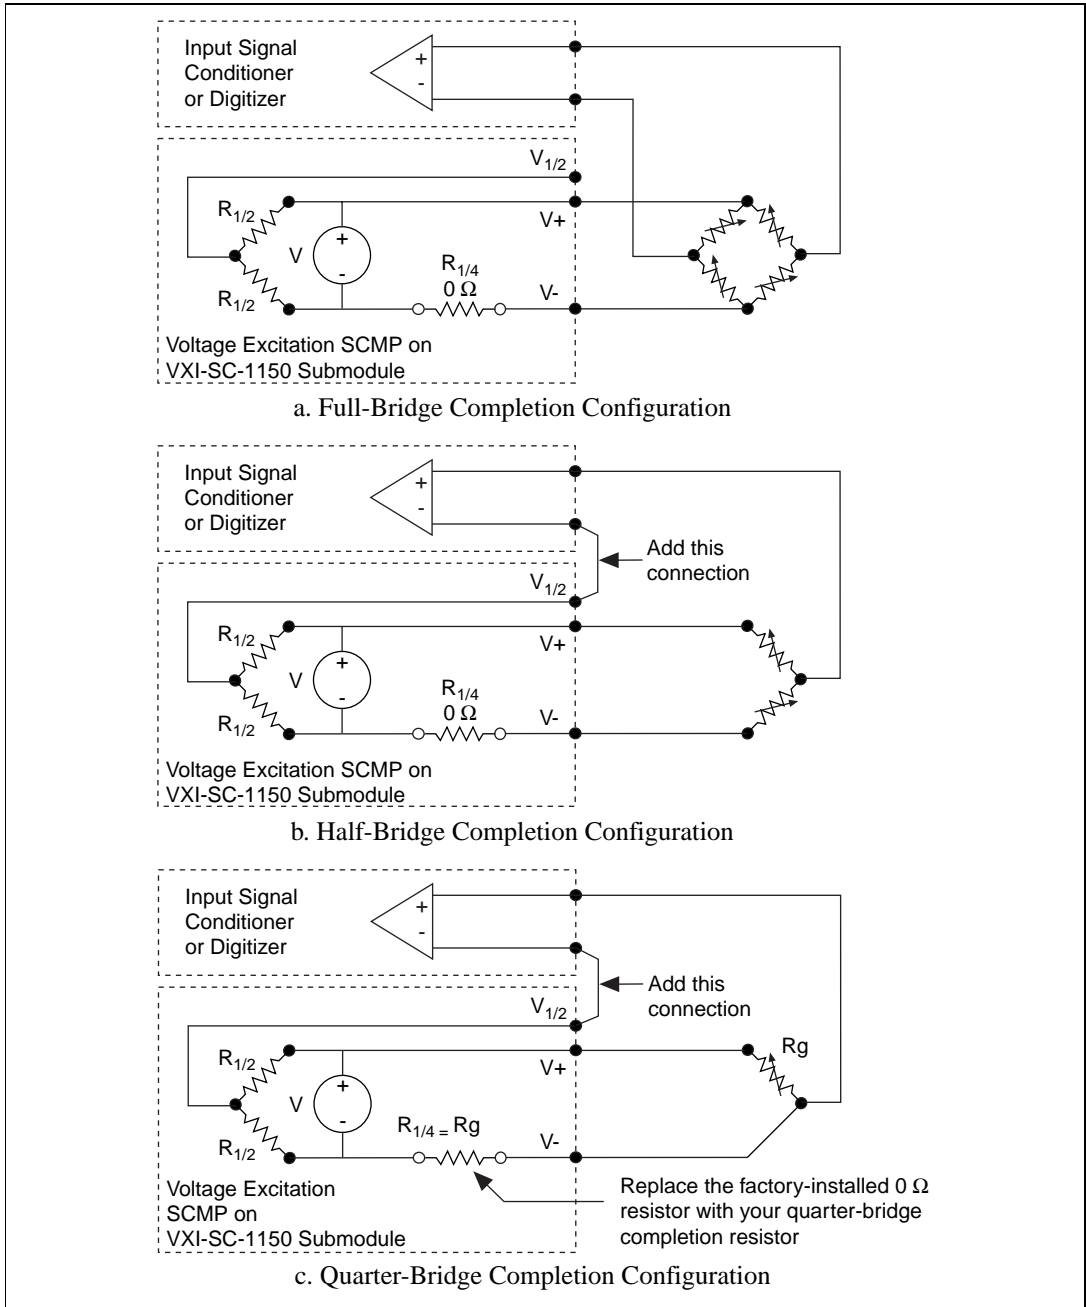 Input Signal
Conditioner
or Digitizer
+
-
V1/2
R1/2
V+
V
+
-
R1/4
0 Ω
R1/2
V-
Voltage Excitation SCMP on
VXI-SC-1150 Submodule
a. Full-Bridge Completion Configuration
Input Signal
Conditioner
or Digitizer
+
-
Add this
connection
V1/2
R1/2
V+
V
+
-
R1/4
0 Ω
R1/2
V-
Voltage Excitation SCMP on
VXI-SC-1150 Submodule
b. Half-Bridge Completion Configuration
Input Signal
Conditioner
or Digitizer
+
-
Add this
connection
V1/2
R1/2
V+
Rg
V
+
-
R1/4 = Rg
R1/2
V-
Voltage Excitation
SCMP on
VXI-SC-1150 Submodule
Replace the factory-installed 0 Ω
resistor with your quarter-bridge
completion resistor
c. Quarter-Bridge Completion Configuration